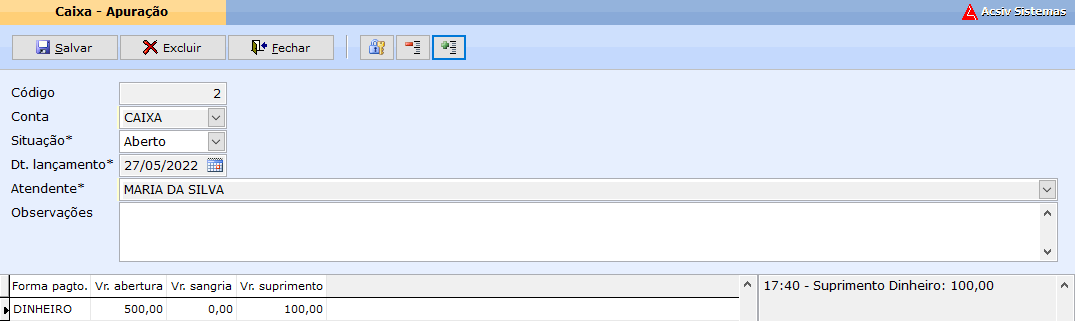 Caixa - Apuração
Acsiv Sistemas
Salvar
Excluir
Fechar
Código 2
Conta CAIXA
Situação* Aberto
Dt. lançamento* 27/05/2022
Atendente* MARIA DA SILVA
Observações
Forma pagto. Vr. abertura Vr. sangria Vr. suprimento
DINHEIRO 500,00 0,00 100,00
17:40 - Suprimento Dinheiro: 100,00